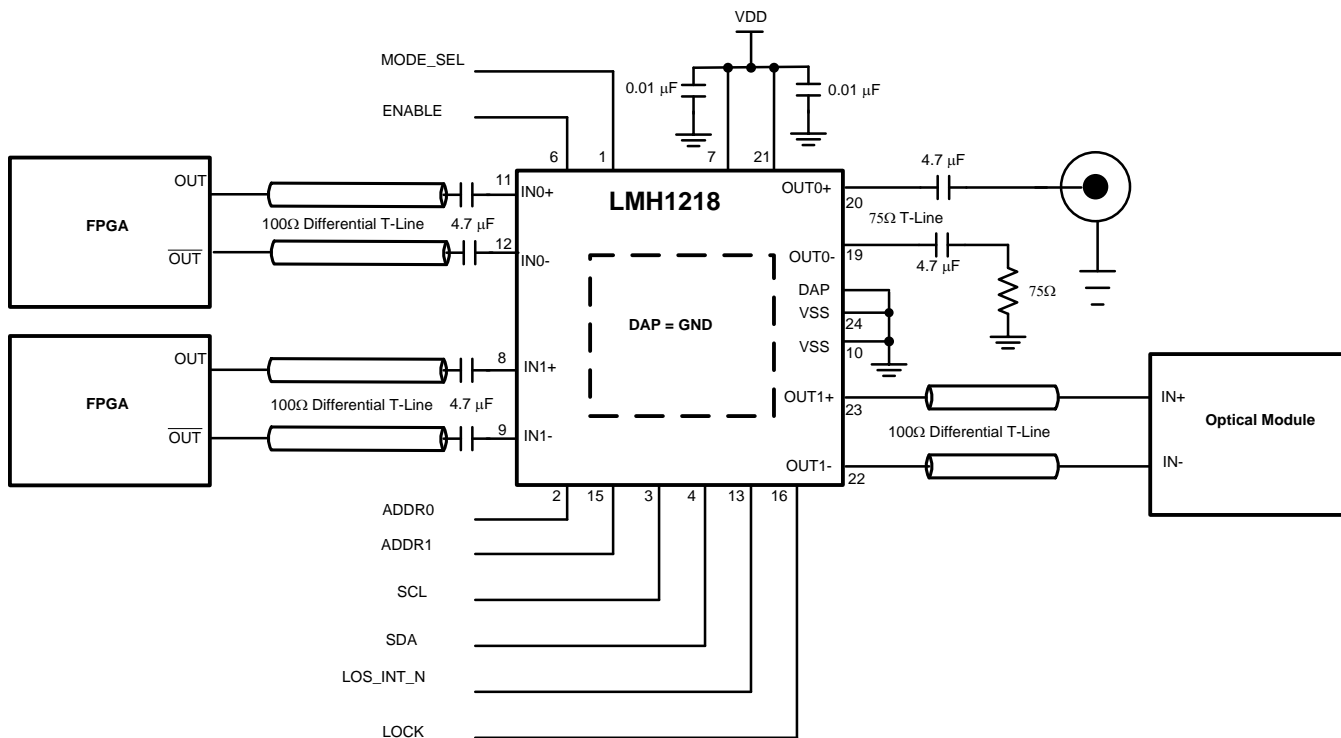 VDD
MODE_SEL
0.01 µF
0.01 µF
ENABLE
6
1
7
21
4.7 µF
OUT
11
IN0+
OUT0+
20
LMH1218
FPGA
100Ω Differential T-Line
4.7 µF
75Ω T-Line
OUT
12
IN0-
OUT0-
19
4.7 µF
75Ω
DAP
VSS
24
DAP = GND
VSS
10
OUT
8
IN1+
FPGA
100Ω Differential T-Line
4.7 µF
OUT1+
23
IN+
Optical Module
100Ω Differential T-Line
OUT
9
IN1-
OUT1-
22
IN-
2
15
3
4
13
16
ADDR0
ADDR1
SCL
SDA
LOS_INT_N
LOCK